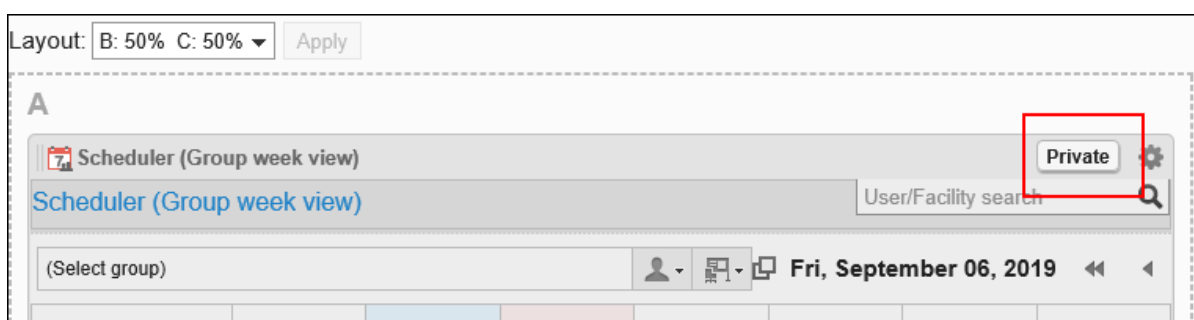 Layout: B: 50% C: 50% Apply
A
7 Scheduler (Group week view) Private
Scheduler (Group week view) User/Facility search
(Select group) Fri, September 06, 2019